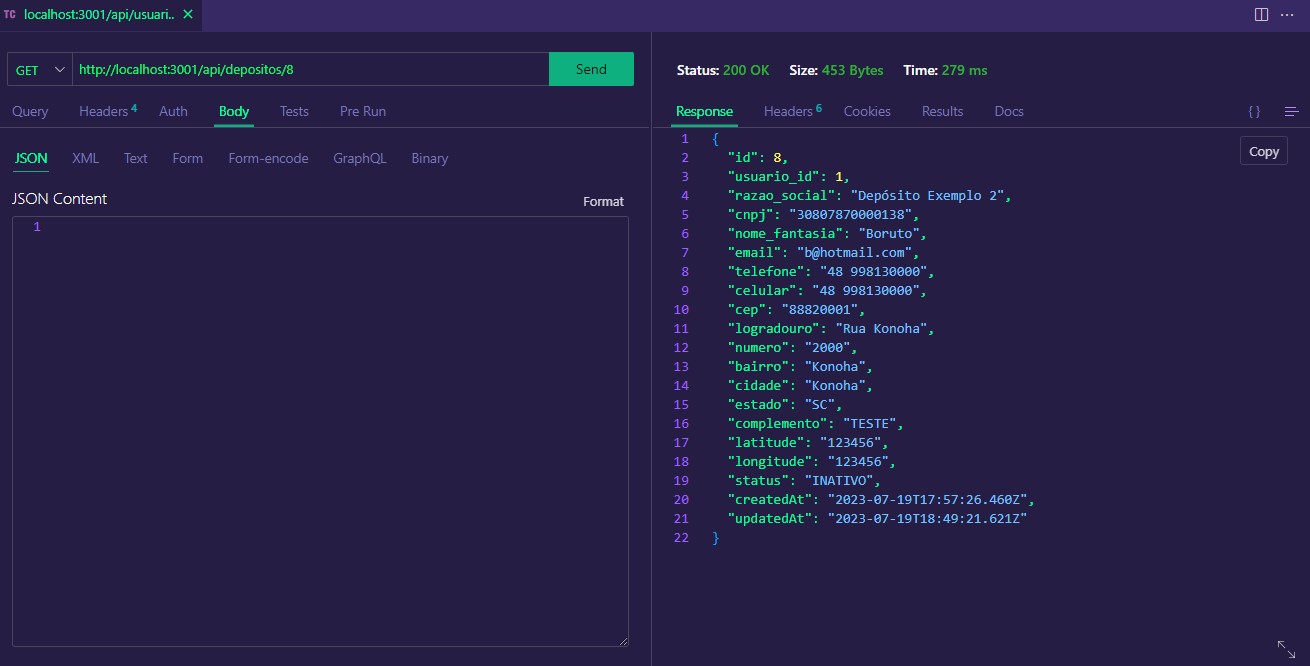 TC localhost:3001/api/usuari..
GET http://localhost:3001/api/depositos/8 Send
Query Headers 4 Auth Body Tests Pre Run
JSON XML Text Form Form-encode GraphQL Binary
JSON Content Format
1
Status: 200 OK Size: 453 Bytes Time: 279 ms
Response Headers 6 Cookies Results Docs { }
Copy
1 {
2 "id": 8,
3 "usuario_id": 1,
4 "razao_social": "Depósito Exemplo 2",
5 "cnpj": "30807870000138",
6 "nome_fantasia": "Boruto",
7 "email": "b@hotmail.com",
8 "telefone": "48 998130000",
9 "celular": "48 998130000",
10 "cep": "88820001",
11 "logradouro": "Rua Konoha",
12 "numero": "2000",
13 "bairro": "Konoha",
14 "cidade": "Konoha",
15 "estado": "SC",
16 "complemento": "TESTE",
17 "latitude": "123456",
18 "longitude": "123456",
19 "status": "INATIVO",
20 "createdAt": "2023-07-19T17:57:26.460Z",
21 "updatedAt": "2023-07-19T18:49:21.621Z"
22 }